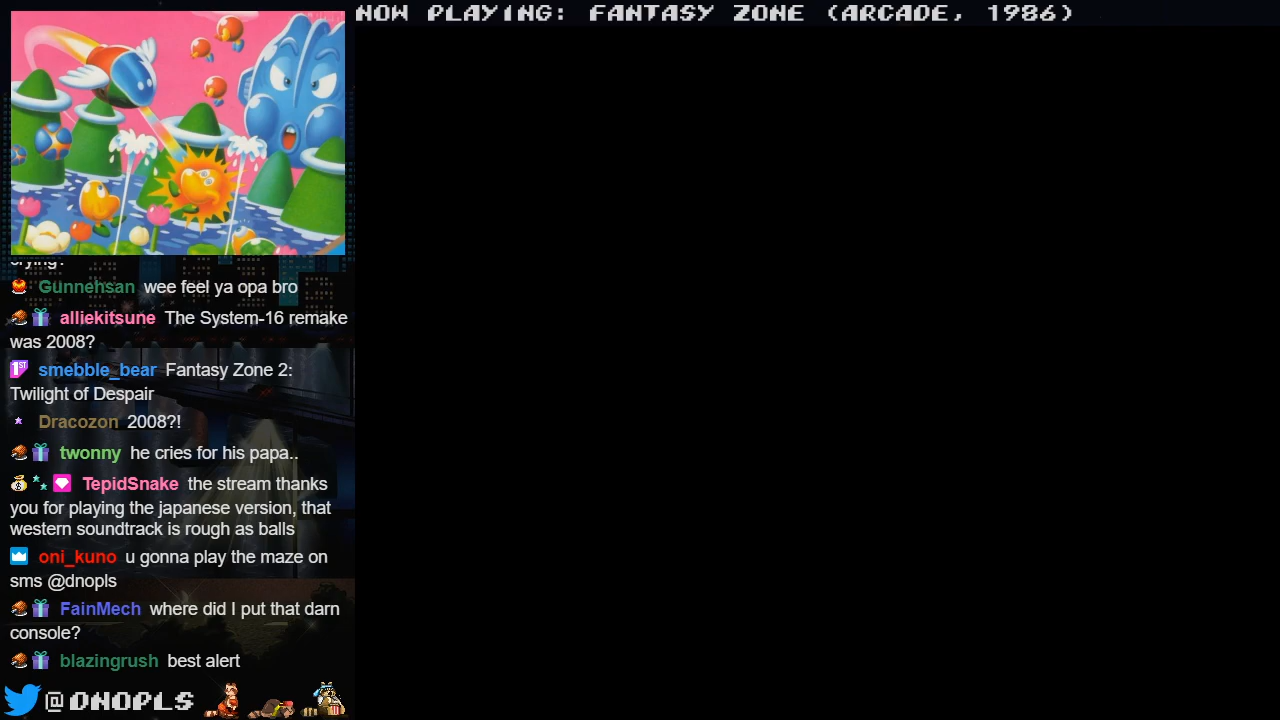 NOW PLAYING: FANTASY ZONE (ARCADE, 1986)
crying?
Gunnehsan wee feel ya opa bro
alliekitsune The System-16 remake
was 2008?
1ST smebble_bear Fantasy Zone 2:
Twilight of Despair
Dracozon 2008?!
twonny he cries for his papa..
TepidSnake the stream thanks
you for playing the japanese version, that
western soundtrack is rough as balls
oni_kuno u gonna play the maze on
sms @dnopls
FainMech where did I put that darn
console?
blazingrush best alert
@DNOPLS